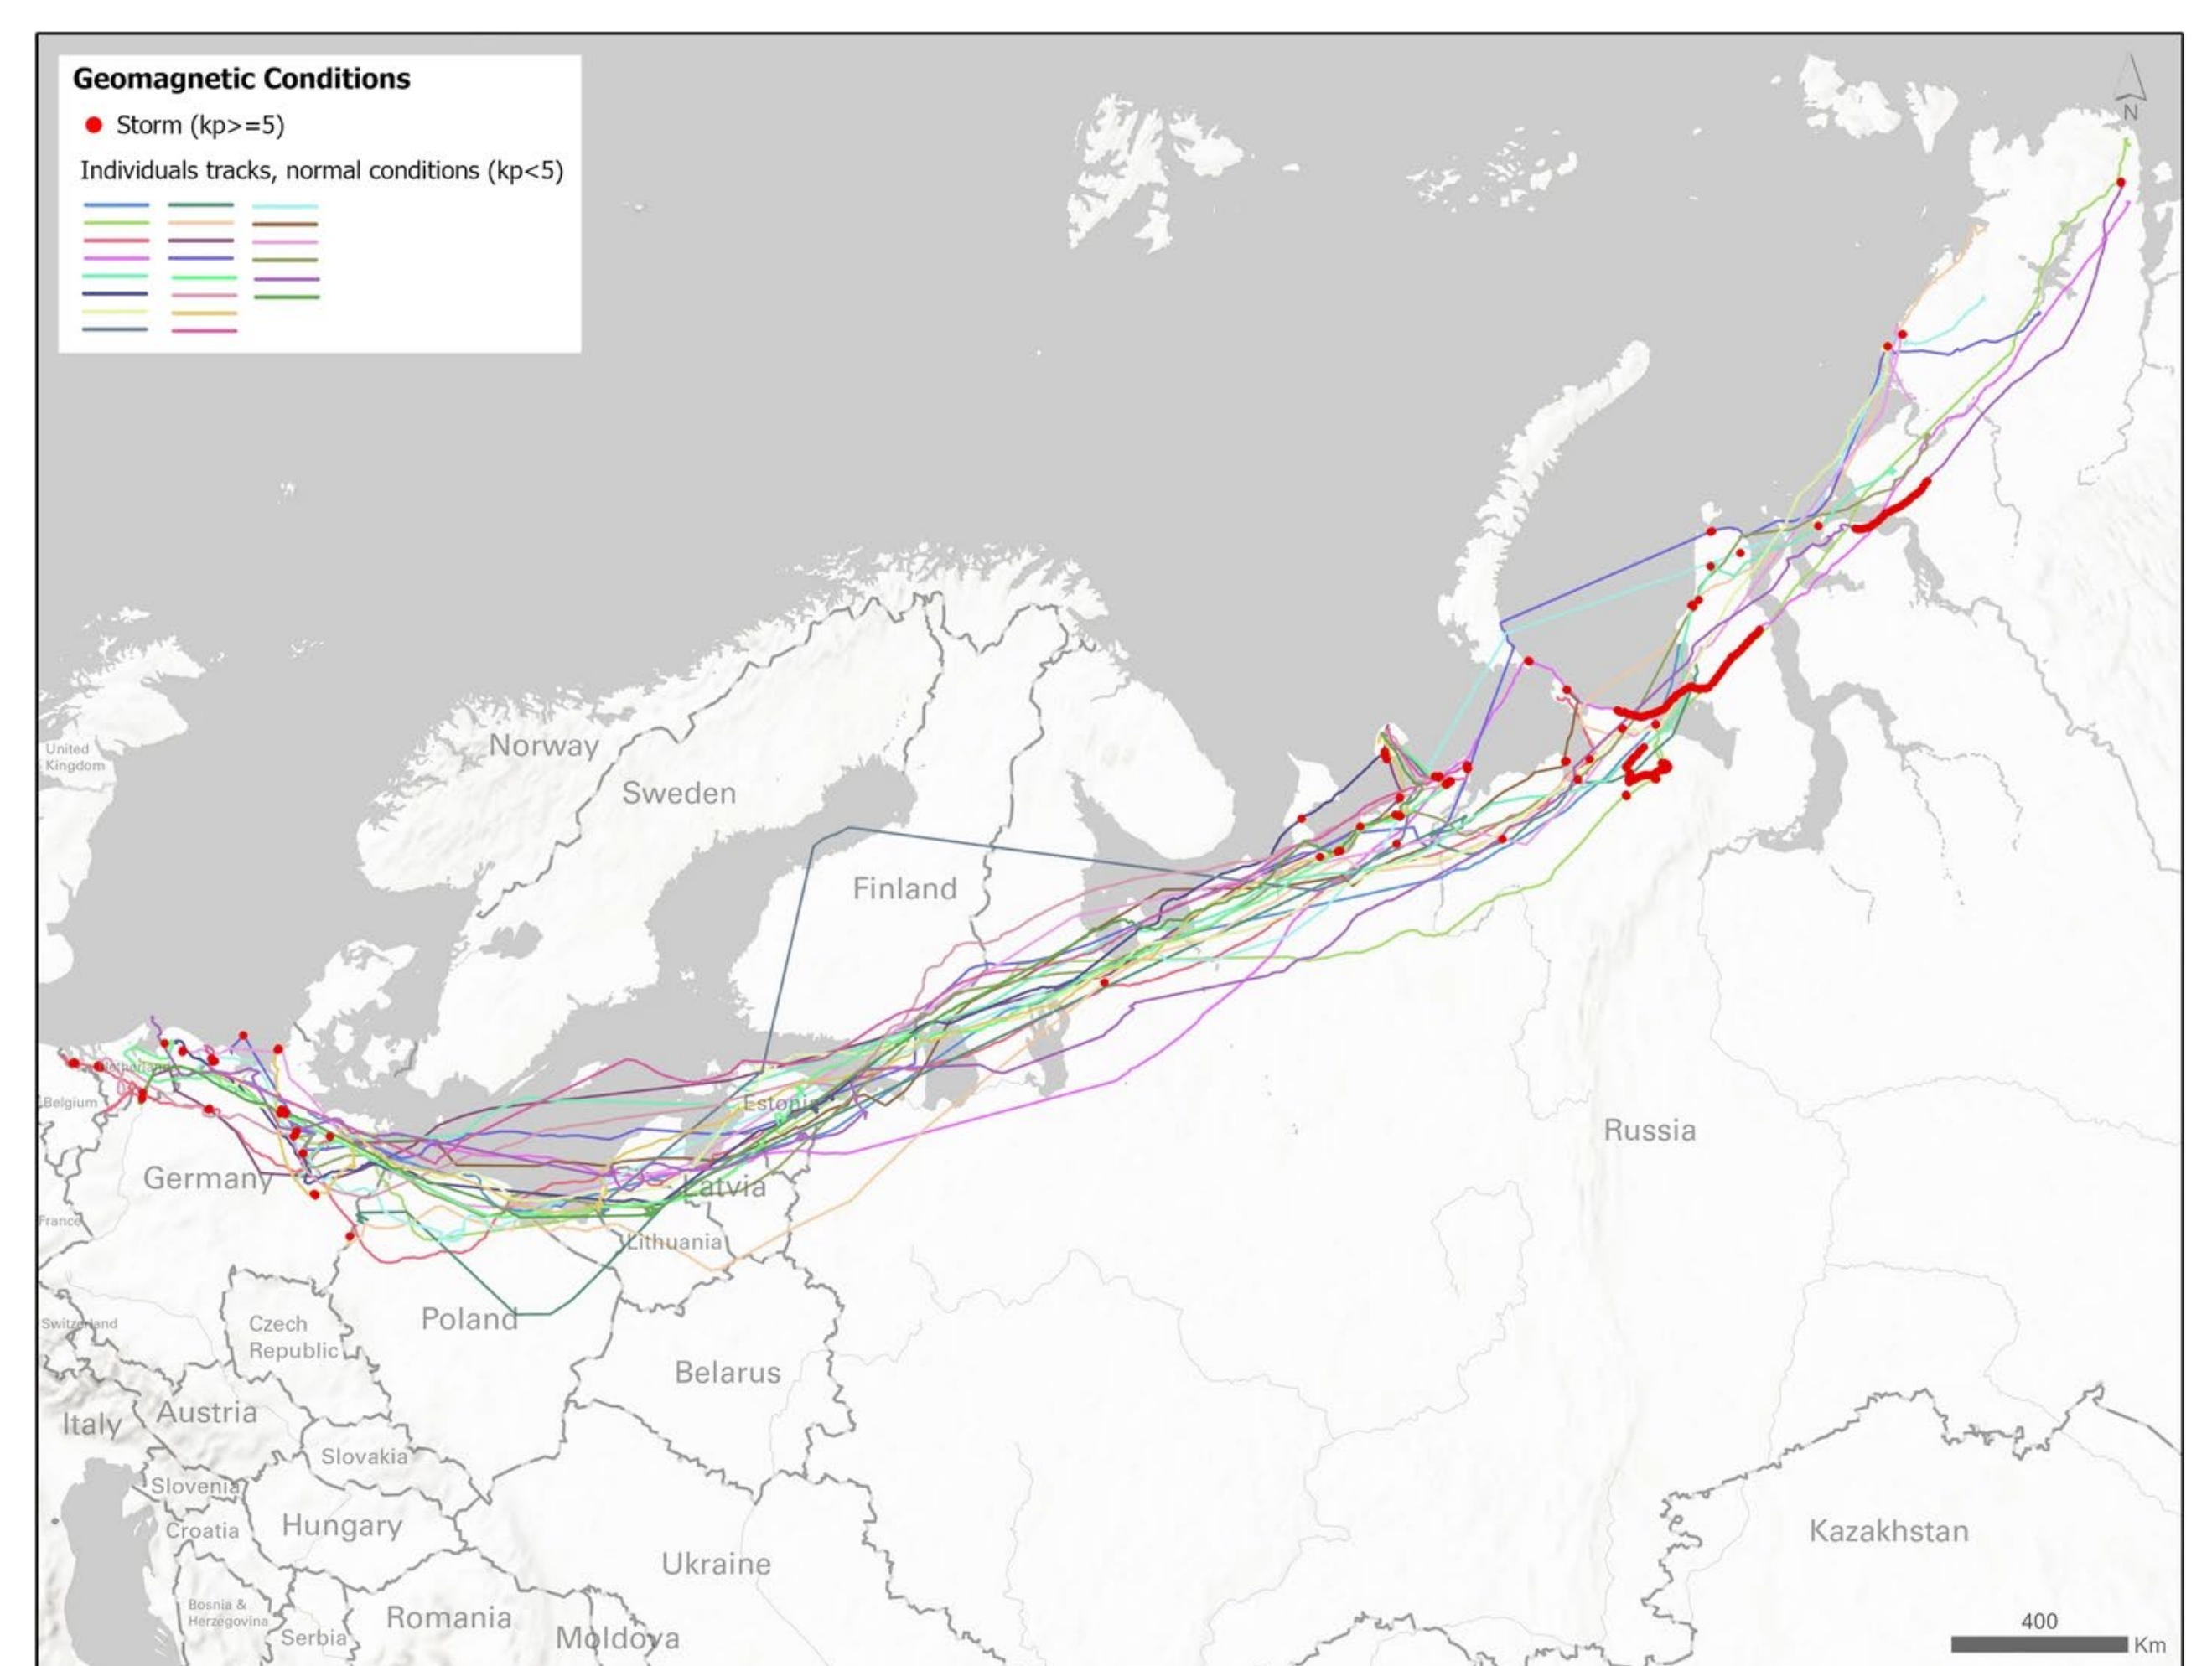 Geomagnetic Conditions
Storm (kp>=5)
Individuals tracks, normal conditions (kp<5)
N
Norway
United
Kingdom
Sweden
Finland
Netherlands
Belgium
Estonia
Russia
Germany
Latvia
France
Lithuania
Poland
Switzerland
Czech
Republic
Belarus
Italy
Austria
Slovakia
Slovenia
Croatia
Hungary
Kazakhstan
Ukraine
Bosnia &
Herzegovina
Romania
Serbia
Moldova
400
Km